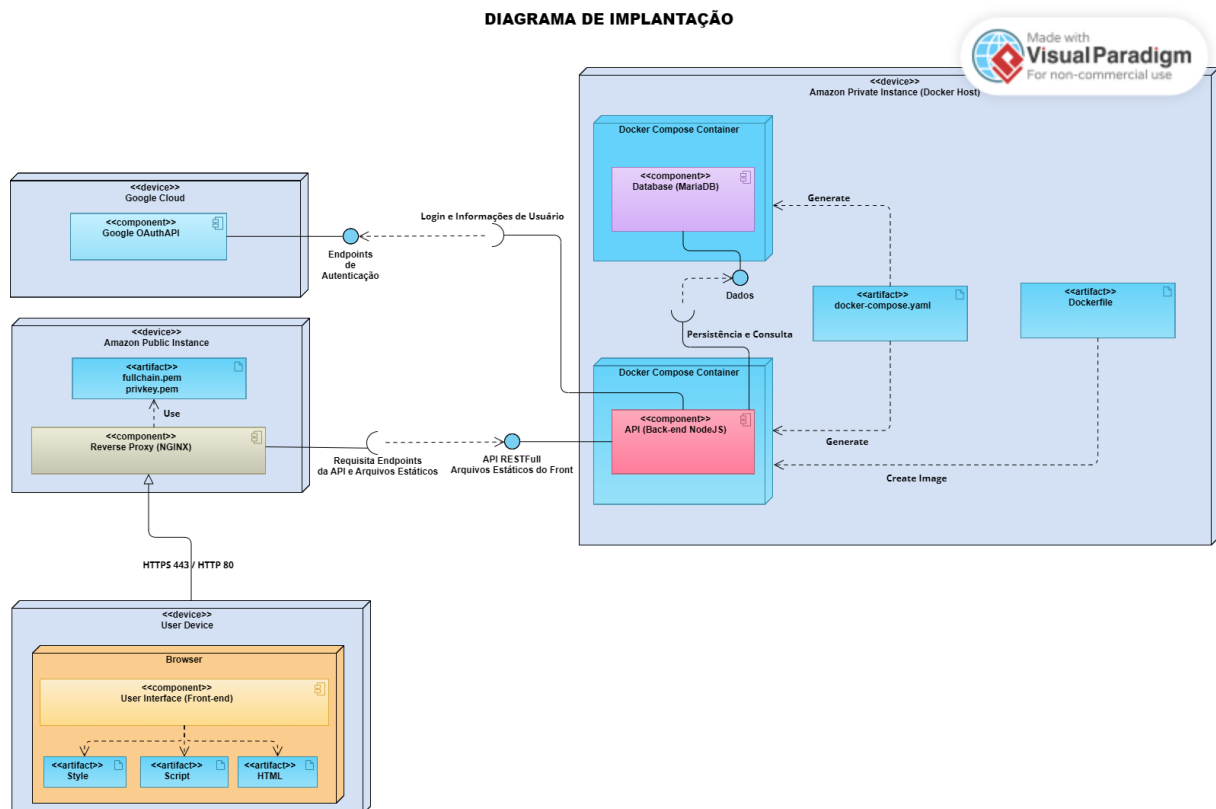 DIAGRAMA DE IMPLANTAÇÃO
Made with
Visual Paradigm
For non-commercial use
<<device>>
Amazon Private Instance (Docker Host)
Docker Compose Container
<<component>>
Database (MariaDB)
Generate
<<device>>
Google Cloud
<<component>>
Google OAuthAPI
Login e Informações de Usuário
Endpoints
de
Autenticação
Dados
<<artifact>>
docker-compose.yaml
<<artifact>>
Dockerfile
<<device>>
Amazon Public Instance
<<artifact>>
fullchain.pem
privkey.pem
Use
<<component>>
Reverse Proxy (NGINX)
Persistência e Consulta
Docker Compose Container
<<component>>
API (Back-end NodeJS)
Generate
Requisita Endpoints
da API e Arquivos Estáticos
API RESTFull
Arquivos Estáticos do Front
Create Image
HTTPS 443 / HTTP 80
<<device>>
User Device
Browser
<<component>>
User Interface (Front-end)
<<artifact>>
Style
<<artifact>>
Script
<<artifact>>
HTML